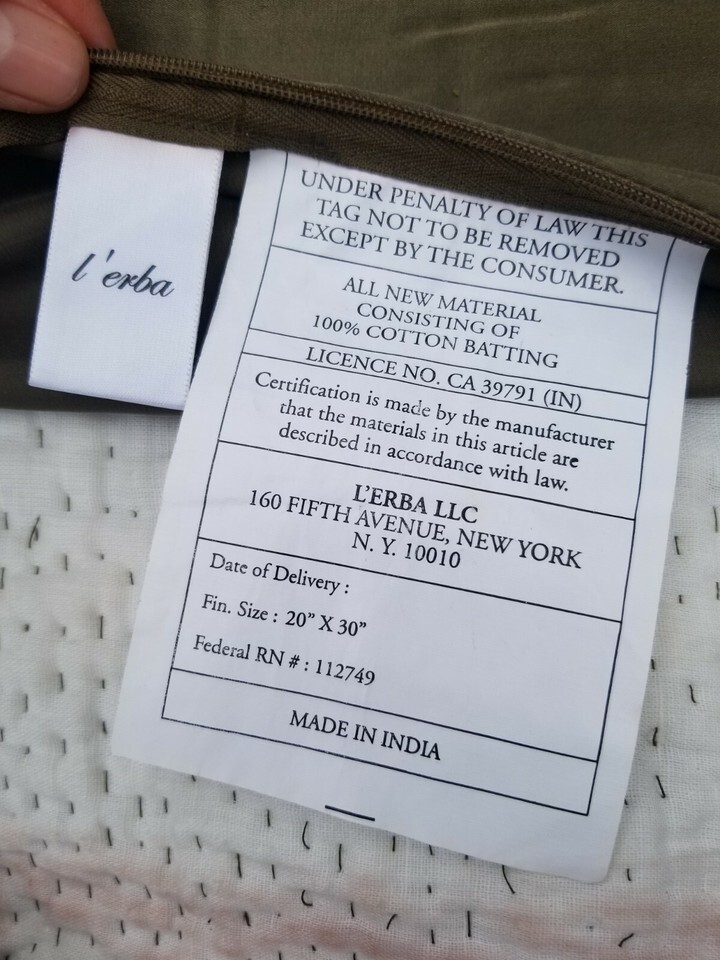 l'erba
UNDER PENALTY OF LAW THIS
TAG NOT TO BE REMOVED
EXCEPT BY THE CONSUMER.
ALL NEW MATERIAL
CONSISTING OF
100% COTTON BATTING
LICENCE NO. CA 39791 (IN)
Certification is made by the manufacturer
that the materials in this article are
described in accordance with law.
L'ERBA LLC
160 FIFTH AVENUE, NEW YORK
N. Y. 10010
Date of Delivery :
Fin. Size : 20” X 30”
Federal RN # : 112749
MADE IN INDIA